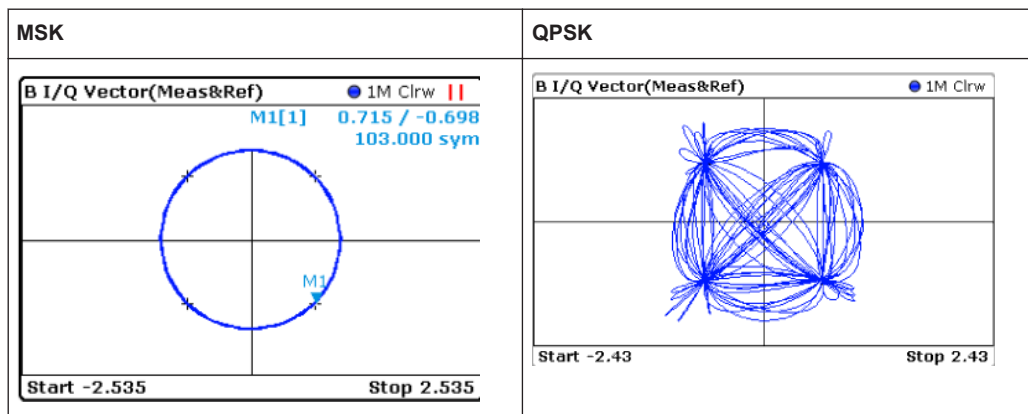 MSK
QPSK
B I/Q Vector(Meas&Ref) 1M Clrw
M1[1] 0.715 / -0.698
103.000 sym
M1
Start -2.535 Stop 2.535
B I/Q Vector(Meas&Ref) 1M Clrw
Start -2.43 Stop 2.43